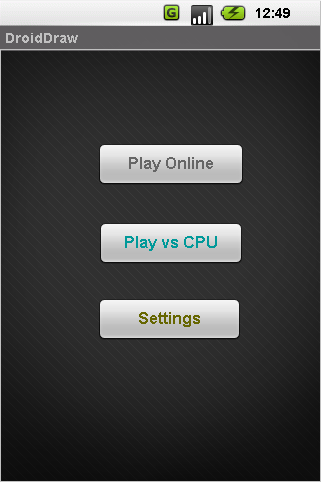 G 12:49
DroidDraw
Play Online
Play vs CPU
Settings